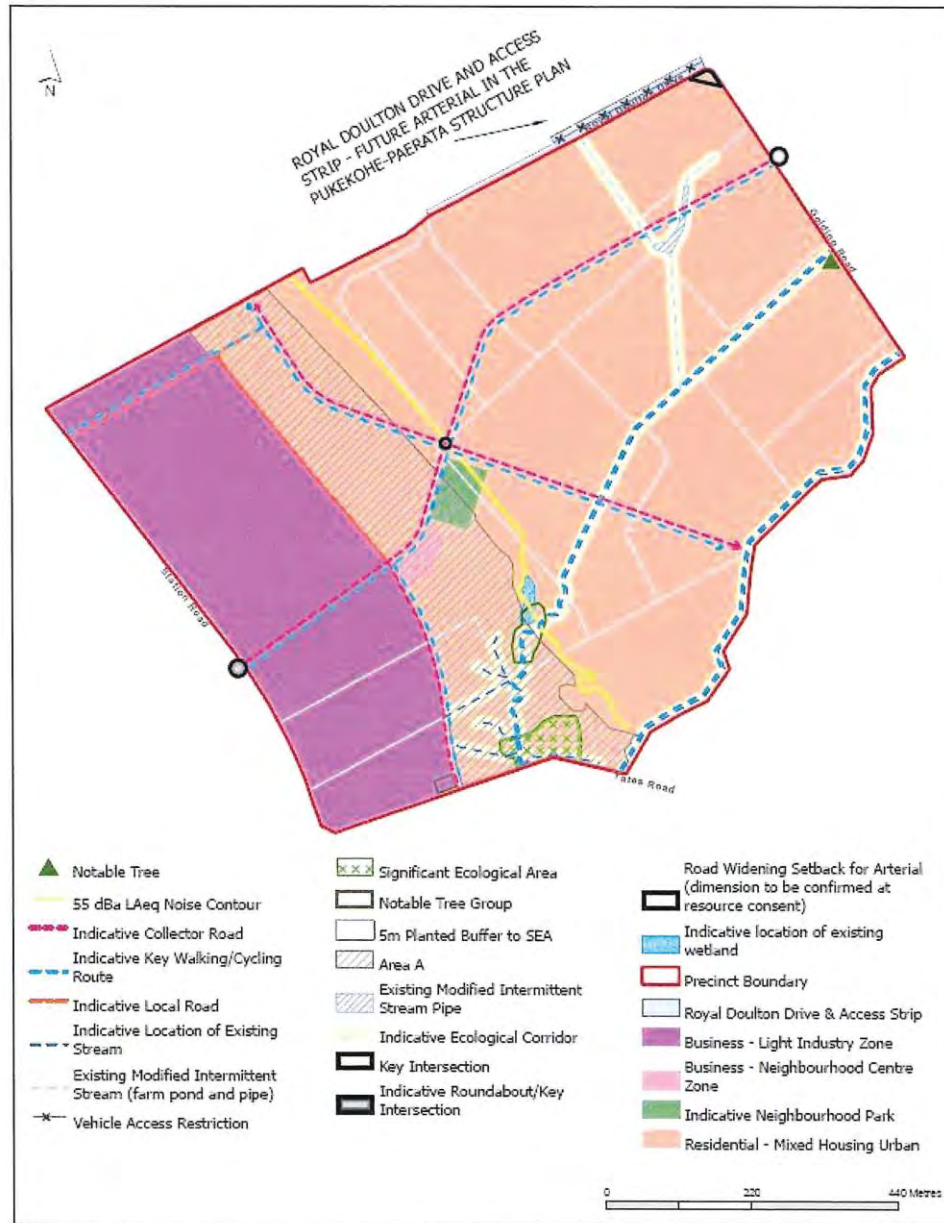 N
ROYAL DOULTON DRIVE AND ACCESS
STRIP - FUTURE ARTERIAL IN THE
PUKEKOHE-PAERATA STRUCTURE PLAN
Golding Road
Station Road
Yates Road
Notable Tree
55 dBa LAeq Noise Contour
Indicative Collector Road
Indicative Key Walking/Cycling
Route
Indicative Local Road
Indicative Location of Existing
Stream
Existing Modified Intermittent
Stream (farm pond and pipe)
Vehicle Access Restriction
Significant Ecological Area
Notable Tree Group
5m Planted Buffer to SEA
Area A
Existing Modified Intermittent
Stream Pipe
Indicative Ecological Corridor
Key Intersection
Indicative Roundabout/Key
Intersection
Road Widening Setback for Arterial
(dimension to be confirmed at
resource consent)
Indicative location of existing
wetland
Precinct Boundary
Royal Doulton Drive & Access Strip
Business - Light Industry Zone
Business - Neighbourhood Centre
Zone
Indicative Neighbourhood Park
Residential - Mixed Housing Urban
0 220 440 Metres